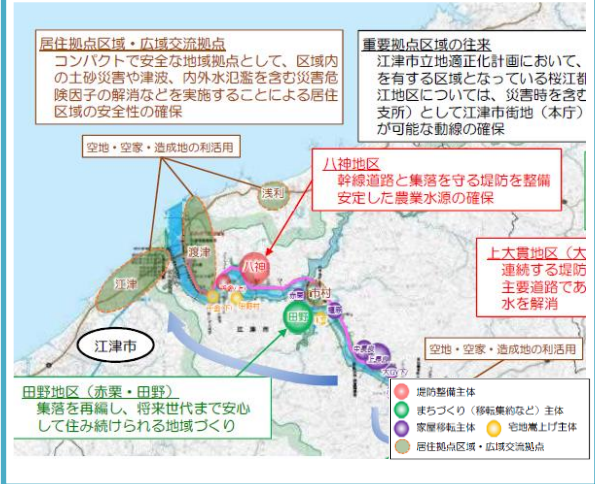 居住拠点区域・広域交流拠点
コンパクトで安全な地域拠点として、区域内
の土砂災害や津波、内外水氾濫を含む災害危
険因子の解消などを実施することによる居住
区域の安全性の確保
重要拠点区域の往来
江津市立地適正化計画において、
を有する区域となっている桜江都
江地区については、災害時を含む
支所）として江津市街地（本庁）
が可能な動線の確保
空地・空家・造成地の利活用
八神地区
幹線道路と集落を守る堤防を整備
安定した農業水源の確保
浅利
渡津
江津
八神
赤栗
市村
田野
江津市
上大貫地区（大
連続する堤防
主要道路であ
水を解消
江津市
空地・空家・造成地の利活用
田野地区（赤栗・田野）
集落を再編し、将来世代まで安心
して住み続けられる地域づくり
堤防整備主体
まちづくり（移転集約など）主体
家屋移転主体
宅地嵩上げ主体
居住拠点区域・広域交流拠点